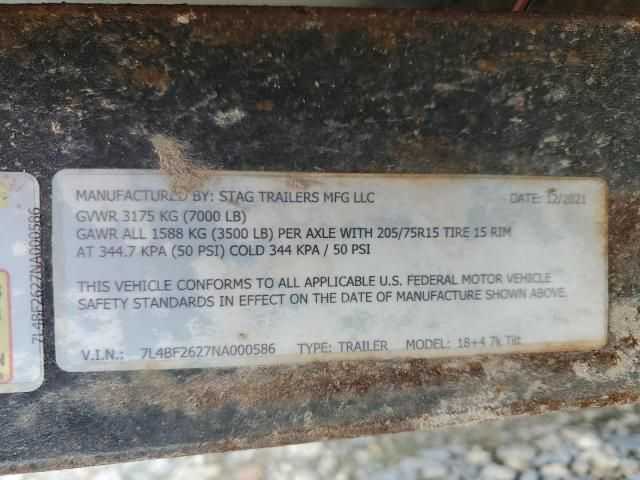 MANUFACTURED BY: STAG TRAILERS MFG LLC DATE: 12/2021
GVWR 3175 KG (7000 LB)
GAWR ALL 1588 KG (3500 LB) PER AXLE WITH 205/75R15 TIRE 15 RIM
AT 344.7 KPA (50 PSI) COLD 344 KPA / 50 PSI
THIS VEHICLE CONFORMS TO ALL APPLICABLE U.S. FEDERAL MOTOR VEHICLE
SAFETY STANDARDS IN EFFECT ON THE DATE OF MANUFACTURE SHOWN ABOVE.
V.I.N.: 7L4BF2627NA000586 TYPE: TRAILER MODEL: 18+4 7k Tilt
7L4BF2627NA000586